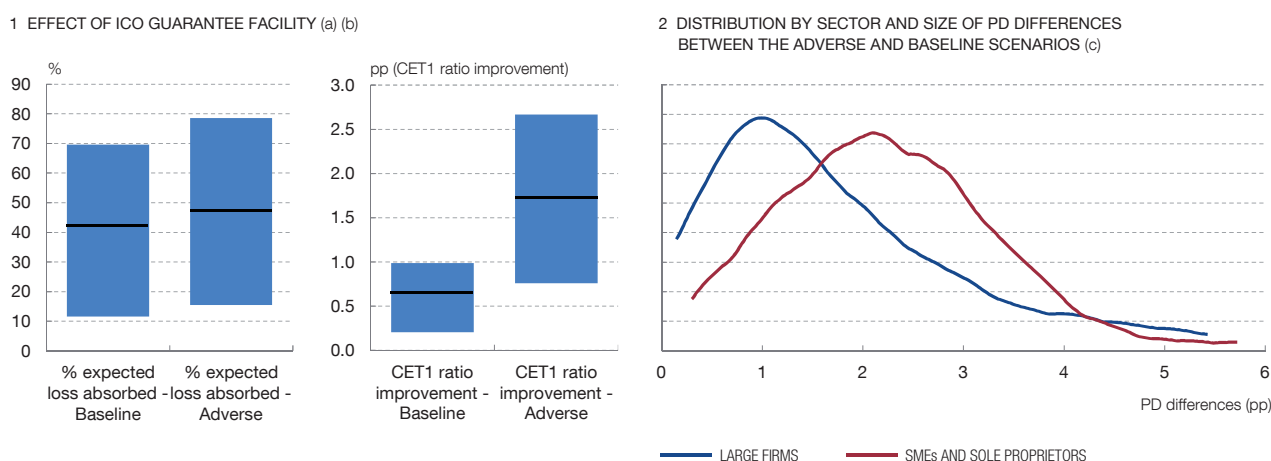 1 EFFECT OF ICO GUARANTEE FACILITY (a) (b)
%
90
80
70
60
50
40
30
20
10
0
% expected
loss absorbed -
Baseline
% expected
loss absorbed -
Adverse
pp (CET1 ratio improvement)
3.0
2.5
2.0
1.5
1.0
0.5
0.0
CET1 ratio
improvement -
Baseline
CET1 ratio
improvement -
Adverse
2 DISTRIBUTION BY SECTOR AND SIZE OF PD DIFFERENCES
BETWEEN THE ADVERSE AND BASELINE SCENARIOS (c)
0 1 2 3 4 5 6
PD differences (pp)
LARGE FIRMS
SMEs AND SOLE PROPRIETORS